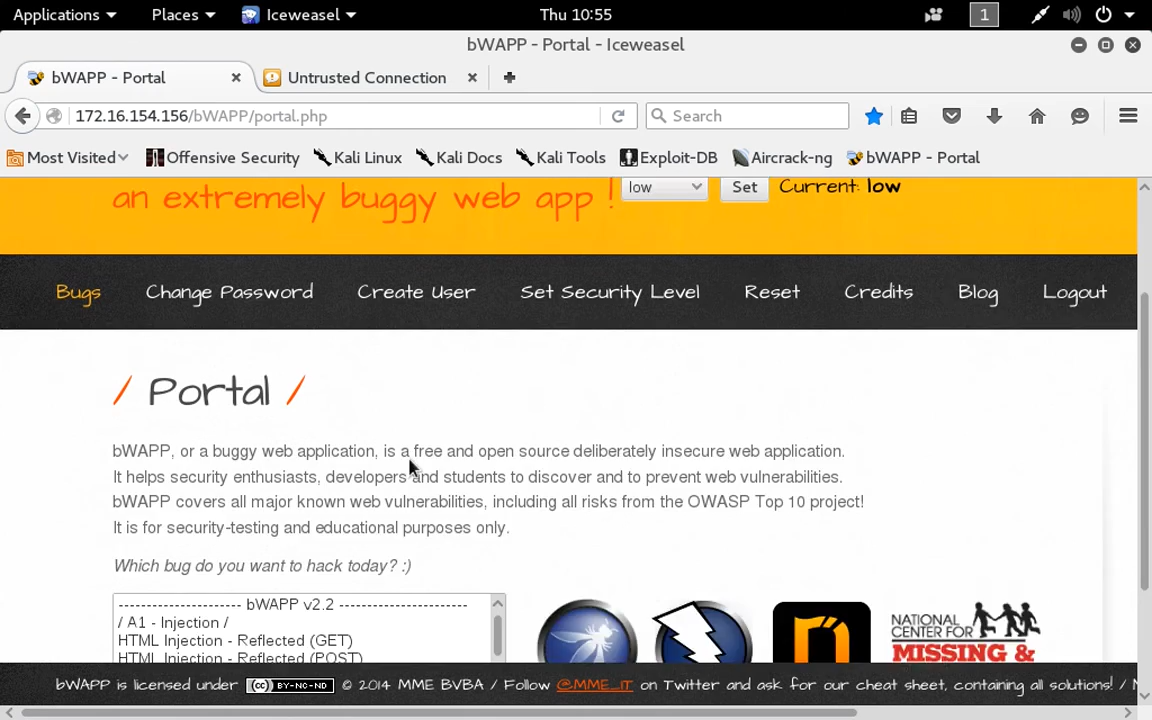 Applications Places Iceweasel Thu 10:55 1
bWAPP - Portal - Iceweasel
bWAPP - Portal Untrusted Connection
172.16.154.156/bWAPP/portal.php Search
Most Visited Offensive Security Kali Linux Kali Docs Kali Tools Exploit-DB Aircrack-ng bWAPP - Portal
an extremely buggy web app ! low Set Current: low
Bugs Change Password Create User Set Security Level Reset Credits Blog Logout
/ Portal /
bWAPP, or a buggy web application, is a free and open source deliberately insecure web application.
It helps security enthusiasts, developers and students to discover and to prevent web vulnerabilities.
bWAPP covers all major known web vulnerabilities, including all risks from the OWASP Top 10 project!
It is for security-testing and educational purposes only.
Which bug do you want to hack today? :)
---------------------- bWAPP v2.2 -----------------------
/ A1 - Injection /
HTML Injection - Reflected (GET)
HTML Injection - Reflected (POST)
NATIONAL
CENTER FOR
MISSING &
bWAPP is licensed under cc BY-NC-ND © 2014 MME BVBA / Follow @MME_IT on Twitter and ask for our cheat sheet, containing all solutions! /